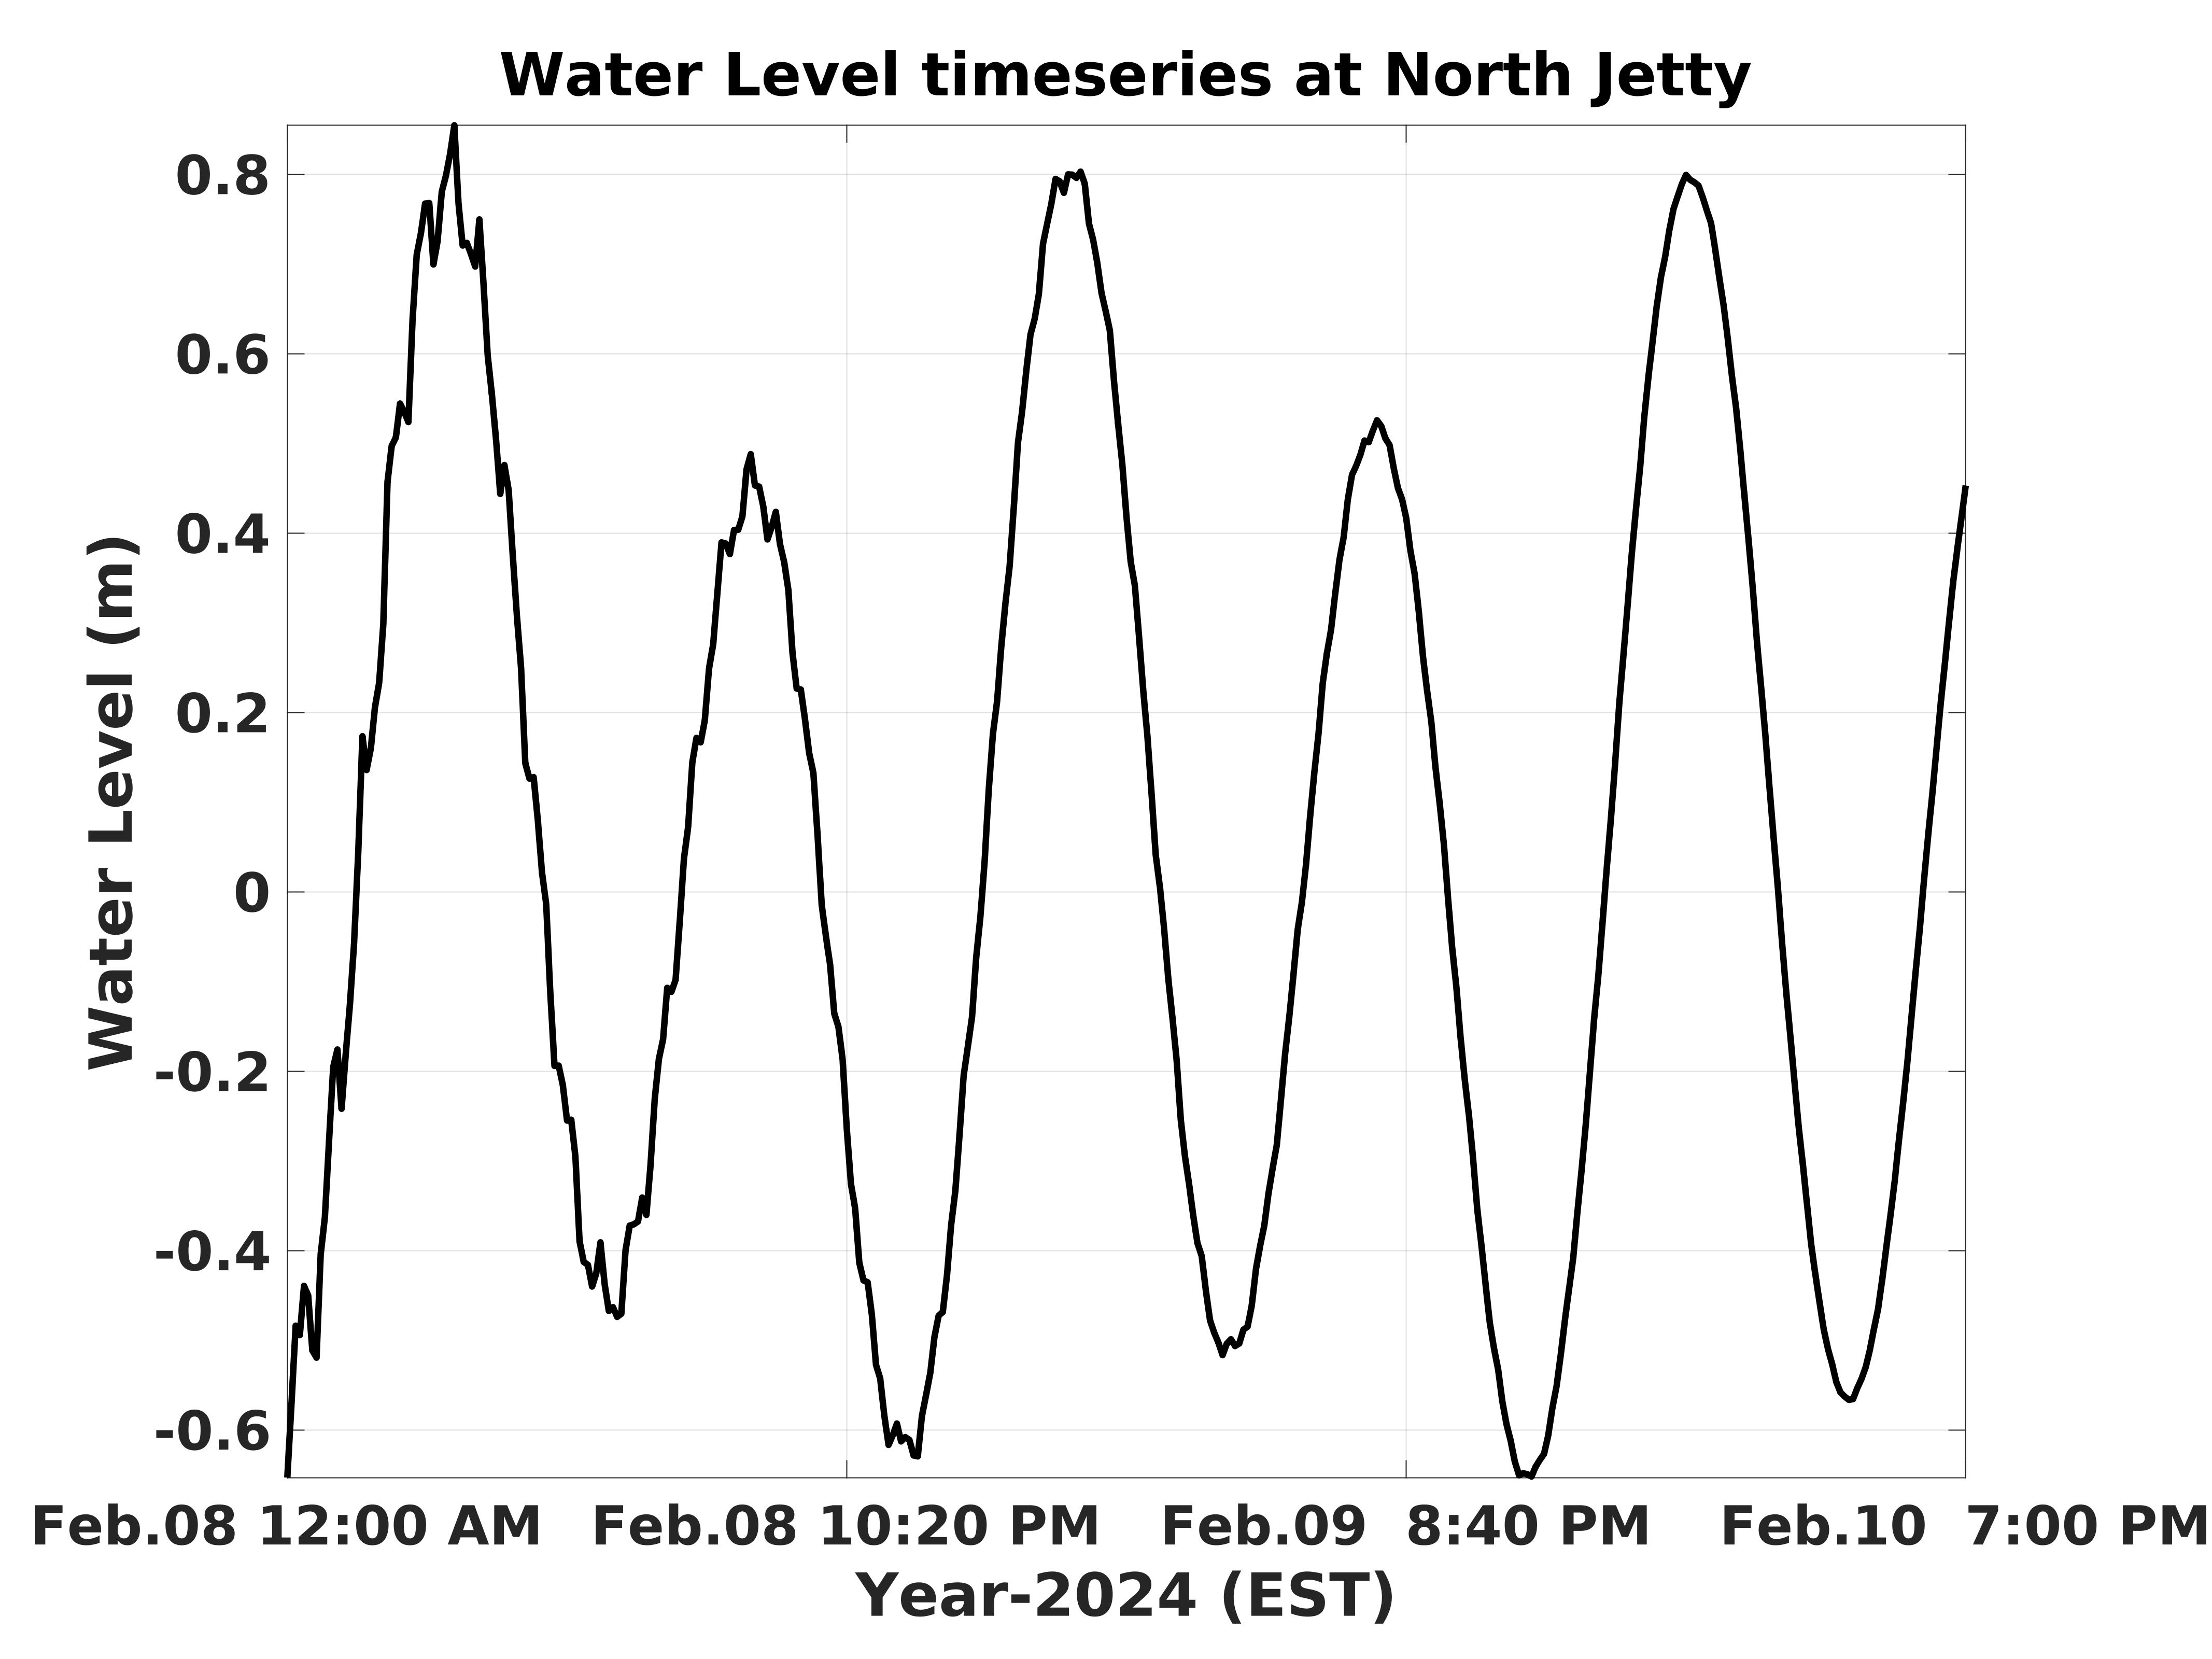 Water Level timeseries at North Jetty
Water Level (m)
0.8
0.6
0.4
0.2
0
-0.2
-0.4
-0.6
Feb.08 12:00 AM Feb.08 10:20 PM Feb.09 8:40 PM Feb.10 7:00 PM
Year-2024 (EST)